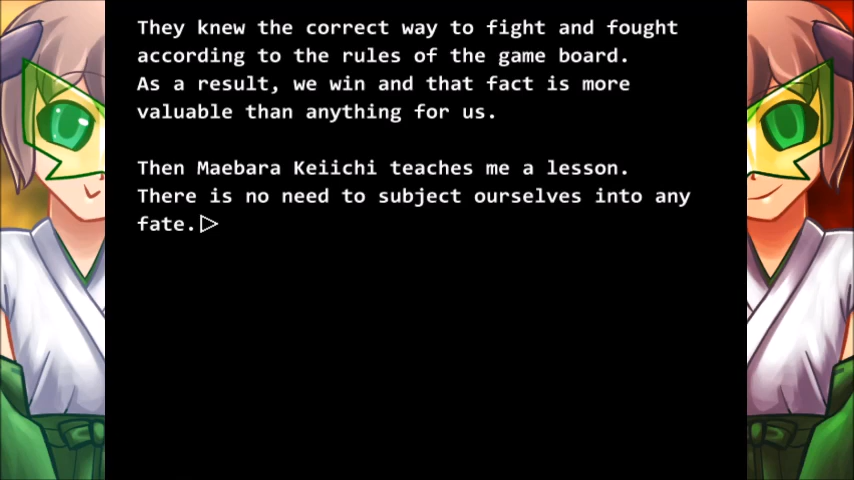 They knew the correct way to fight and fought
according to the rules of the game board.
As a result, we win and that fact is more
valuable than anything for us.
Then Maebara Keiichi teaches me a lesson.
There is no need to subject ourselves into any
fate.